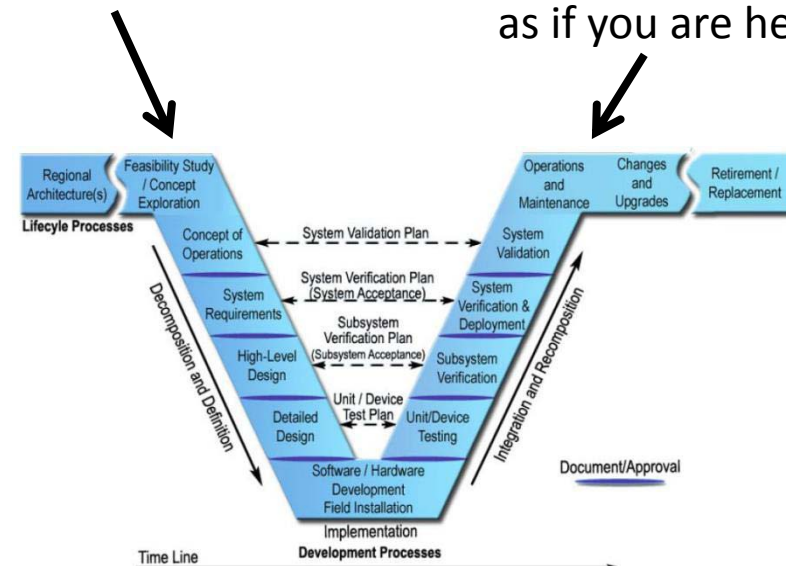 as if you are he
Regional
Architecture(s)
Feasibility Study
/ Concept
Exploration
Operations
and
Maintenance
Changes
and
Upgrades
Retirement /
Replacement
Lifecyle Processes
Concept of
Operations
System Validation Plan
System
Validation
System
Requirements
System Verification Plan
(System Acceptance)
System
Verification &
Deployment
High-Level
Design
Subsystem
Verification Plan
(Subsystem Acceptance)
Subsystem
Verification
Detailed
Design
Unit / Device
Test Plan
Unit/Device
Testing
Decomposition and Definition
Integration and Recomposition
Software / Hardware
Development
Field Installation
Document/Approval
Implementation
Development Processes
Time Line